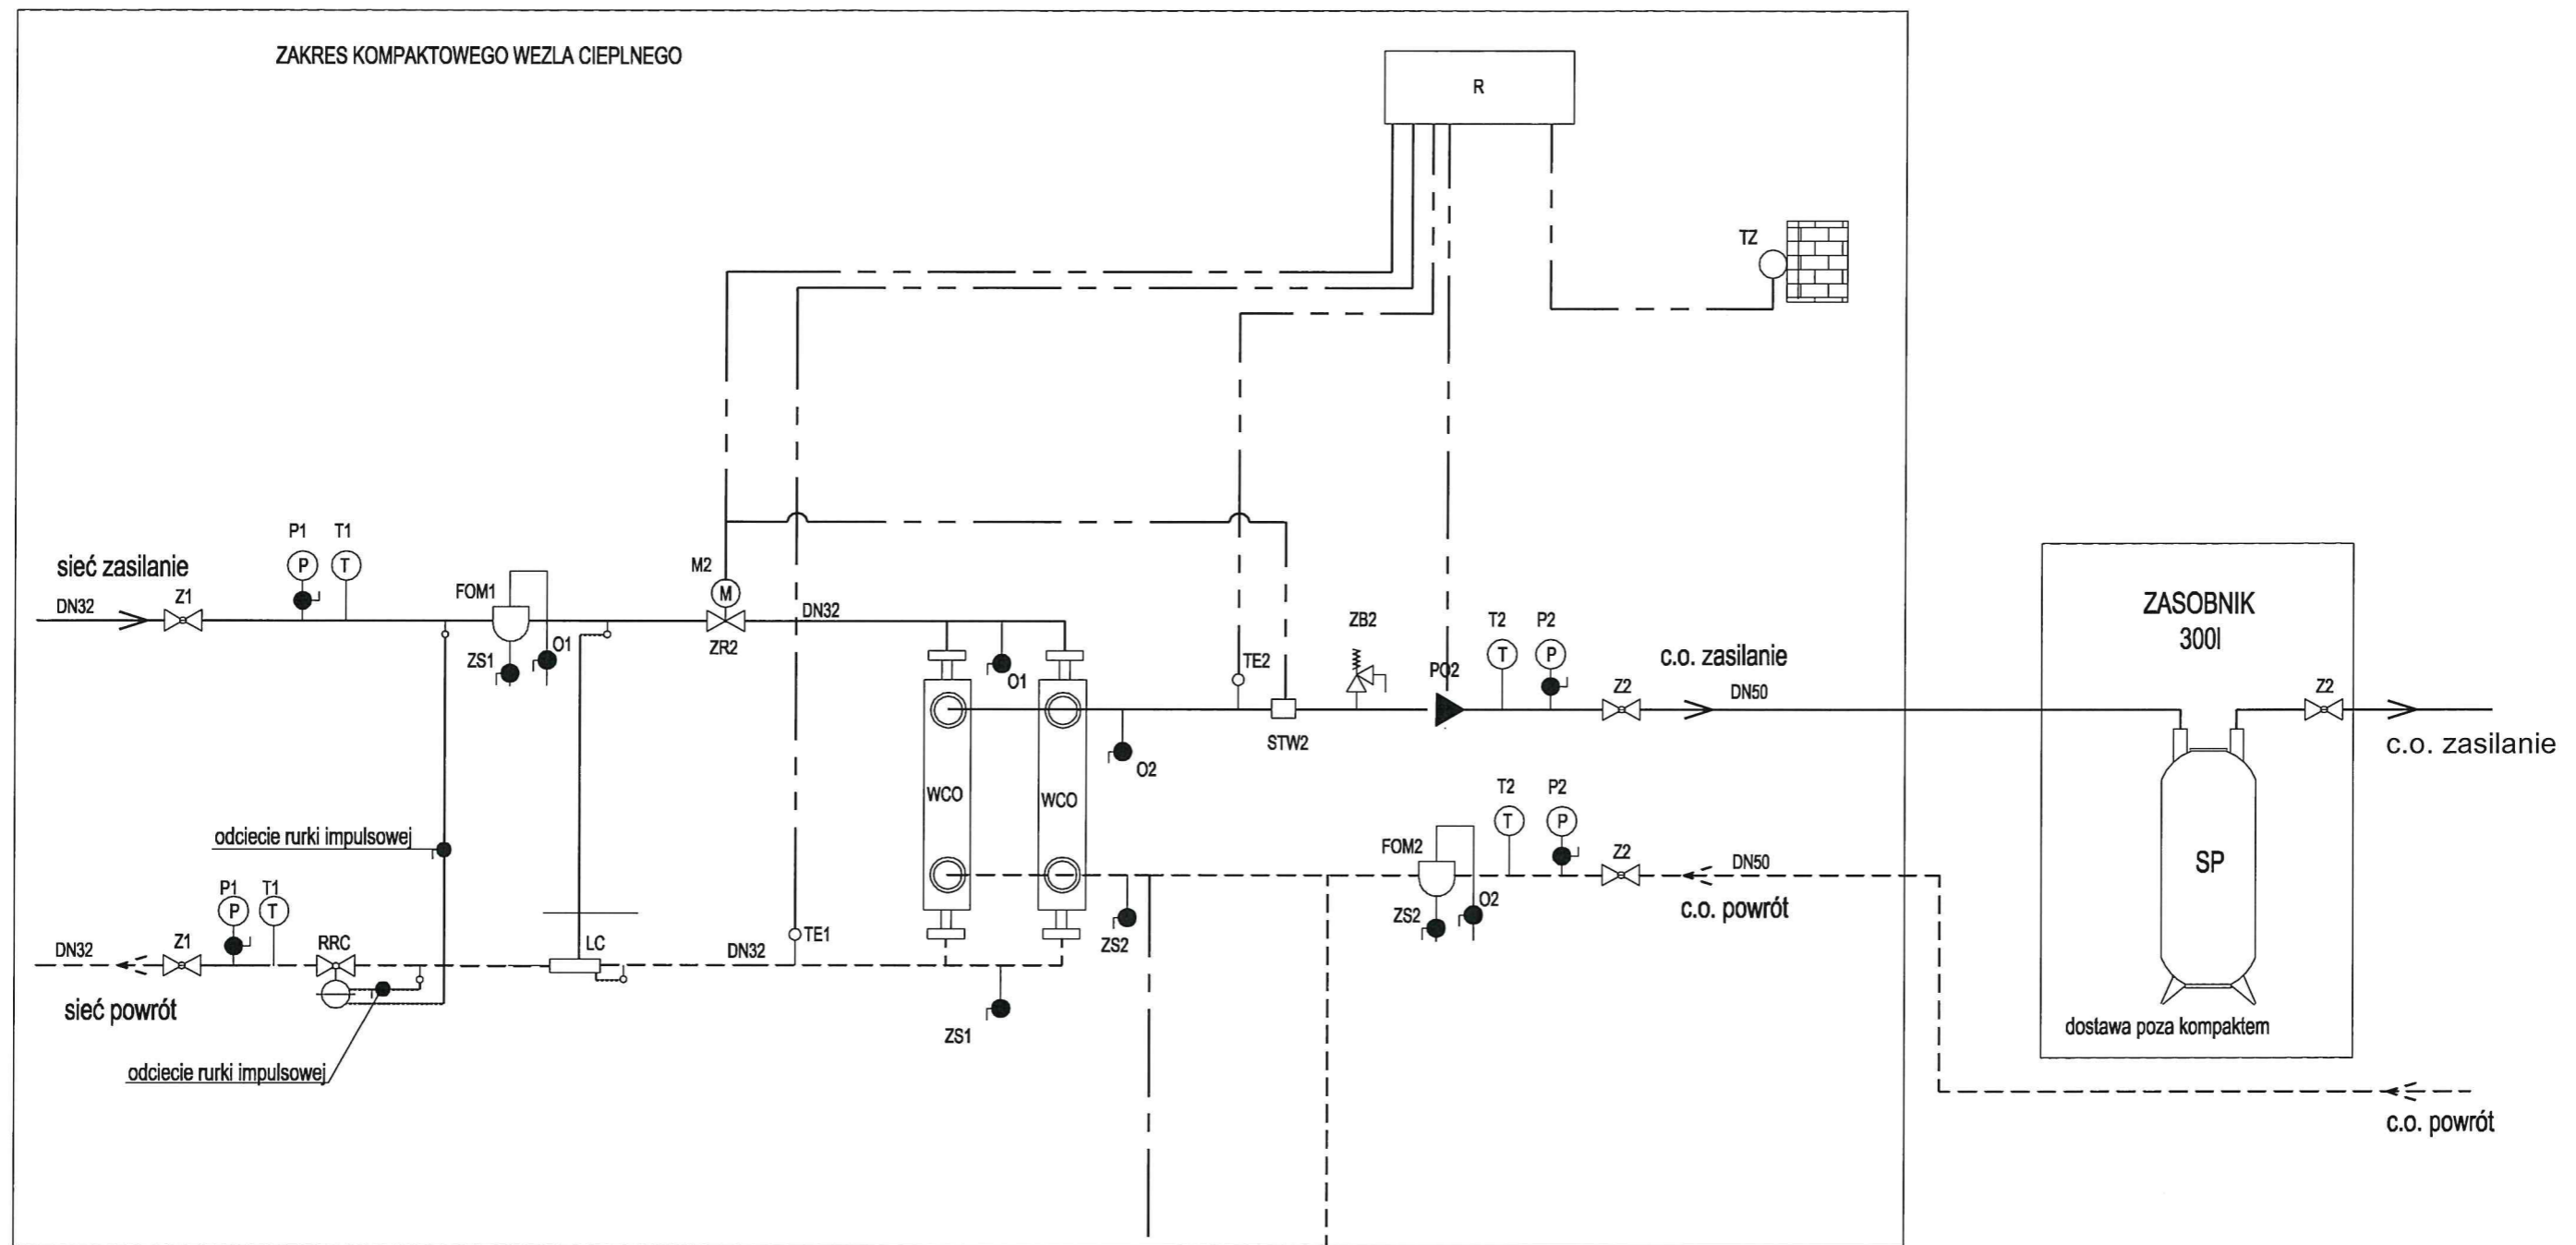 ZAKRES KOMPAKTOWEGO WEZLA CIEPLNEGO
R
TZ
P1
T1
P
T
sieć zasilanie
DN32
Z1
FOM1
ZS1
O1
M2
M
ZR2
DN32
O1
TE2
ZB2
STW2
PO2
T2
P2
T
P
Z2
c.o. zasilanie
DN50
O2
ZASOBNIK
300l
Z2
c.o. zasilanie
SP
dostawa poza kompaktem
WCO
WCO
odciecie rurki impulsowej
P1
T1
P
T
DN32
Z1
RRC
LC
DN32
TE1
sieć powrót
odciecie rurki impulsowej
ZS1
ZS2
FOM2
ZS2
O2
T2
P2
T
P
Z2
DN50
c.o. powrót
c.o. powrót